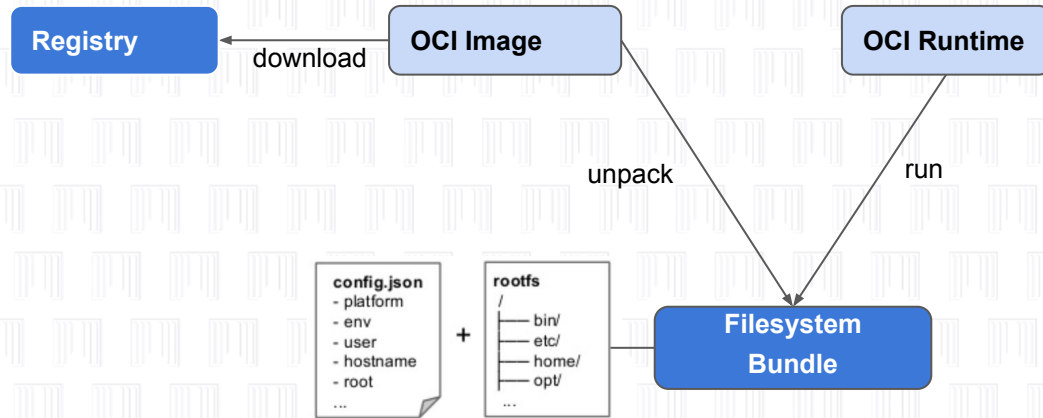 Registry
download
OCI Image
OCI Runtime
unpack
run
config.json
- platform
- env
- user
- hostname
- root
...
+
rootfs
/
bin/
etc/
home/
opt/
...
Filesystem
Bundle